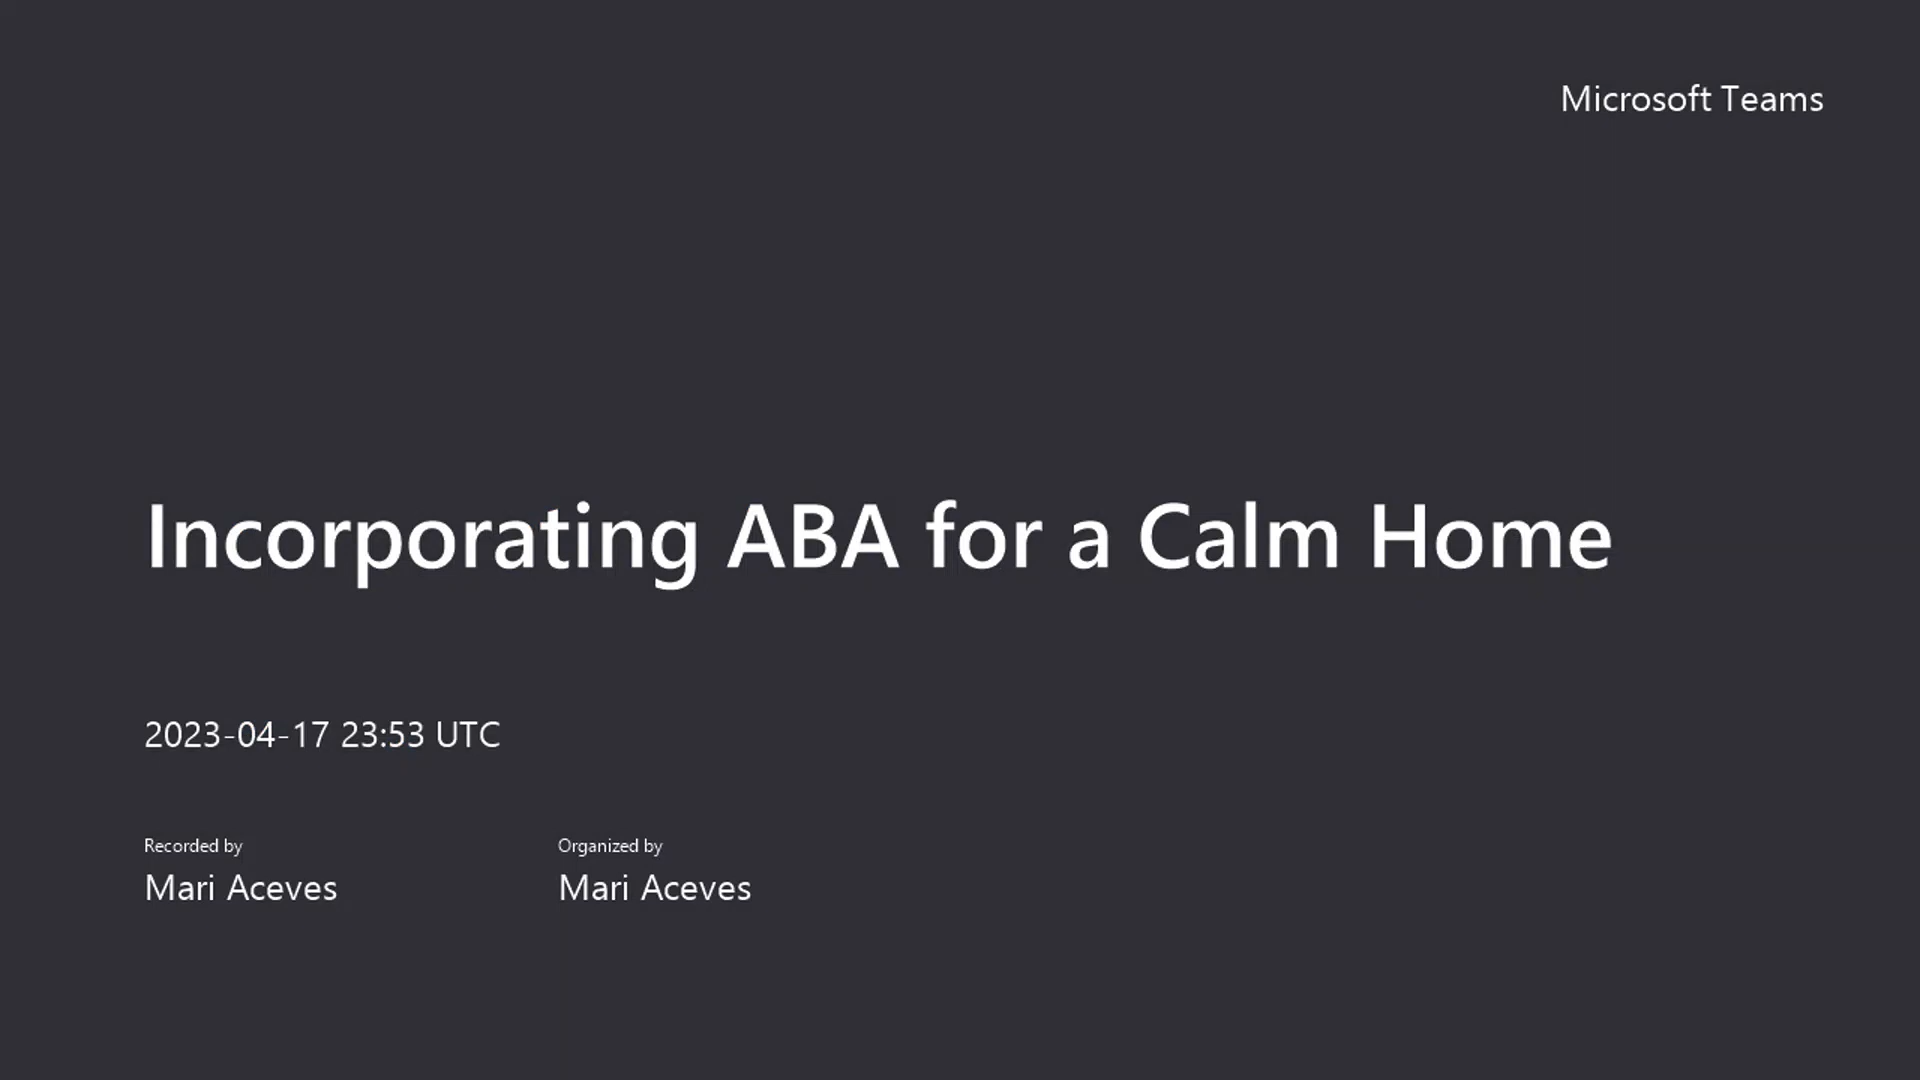 Microsoft Teams
Incorporating ABA for a Calm Home
2023-04-17 23:53 UTC
Recorded by
Mari Aceves
Organized by
Mari Aceves